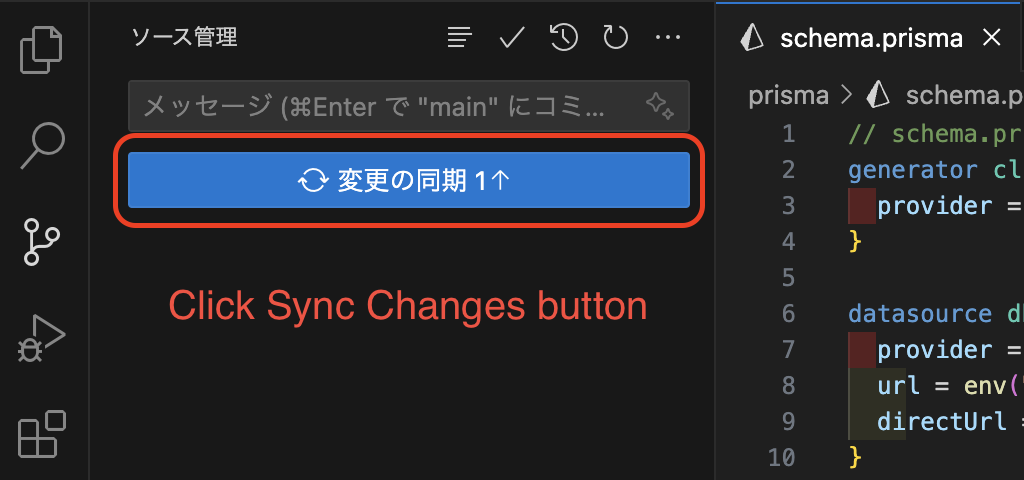 ソース管理
メッセージ (⌘Enter で "main" にコミ...
変更の同期 1↑
Click Sync Changes button
schema.prisma
prisma > schema.p
1 // schema.pr
2 generator cl
3 provider =
4 }
5
6 datasource d
7 provider =
8 url = env(
9 directUrl =
10 }